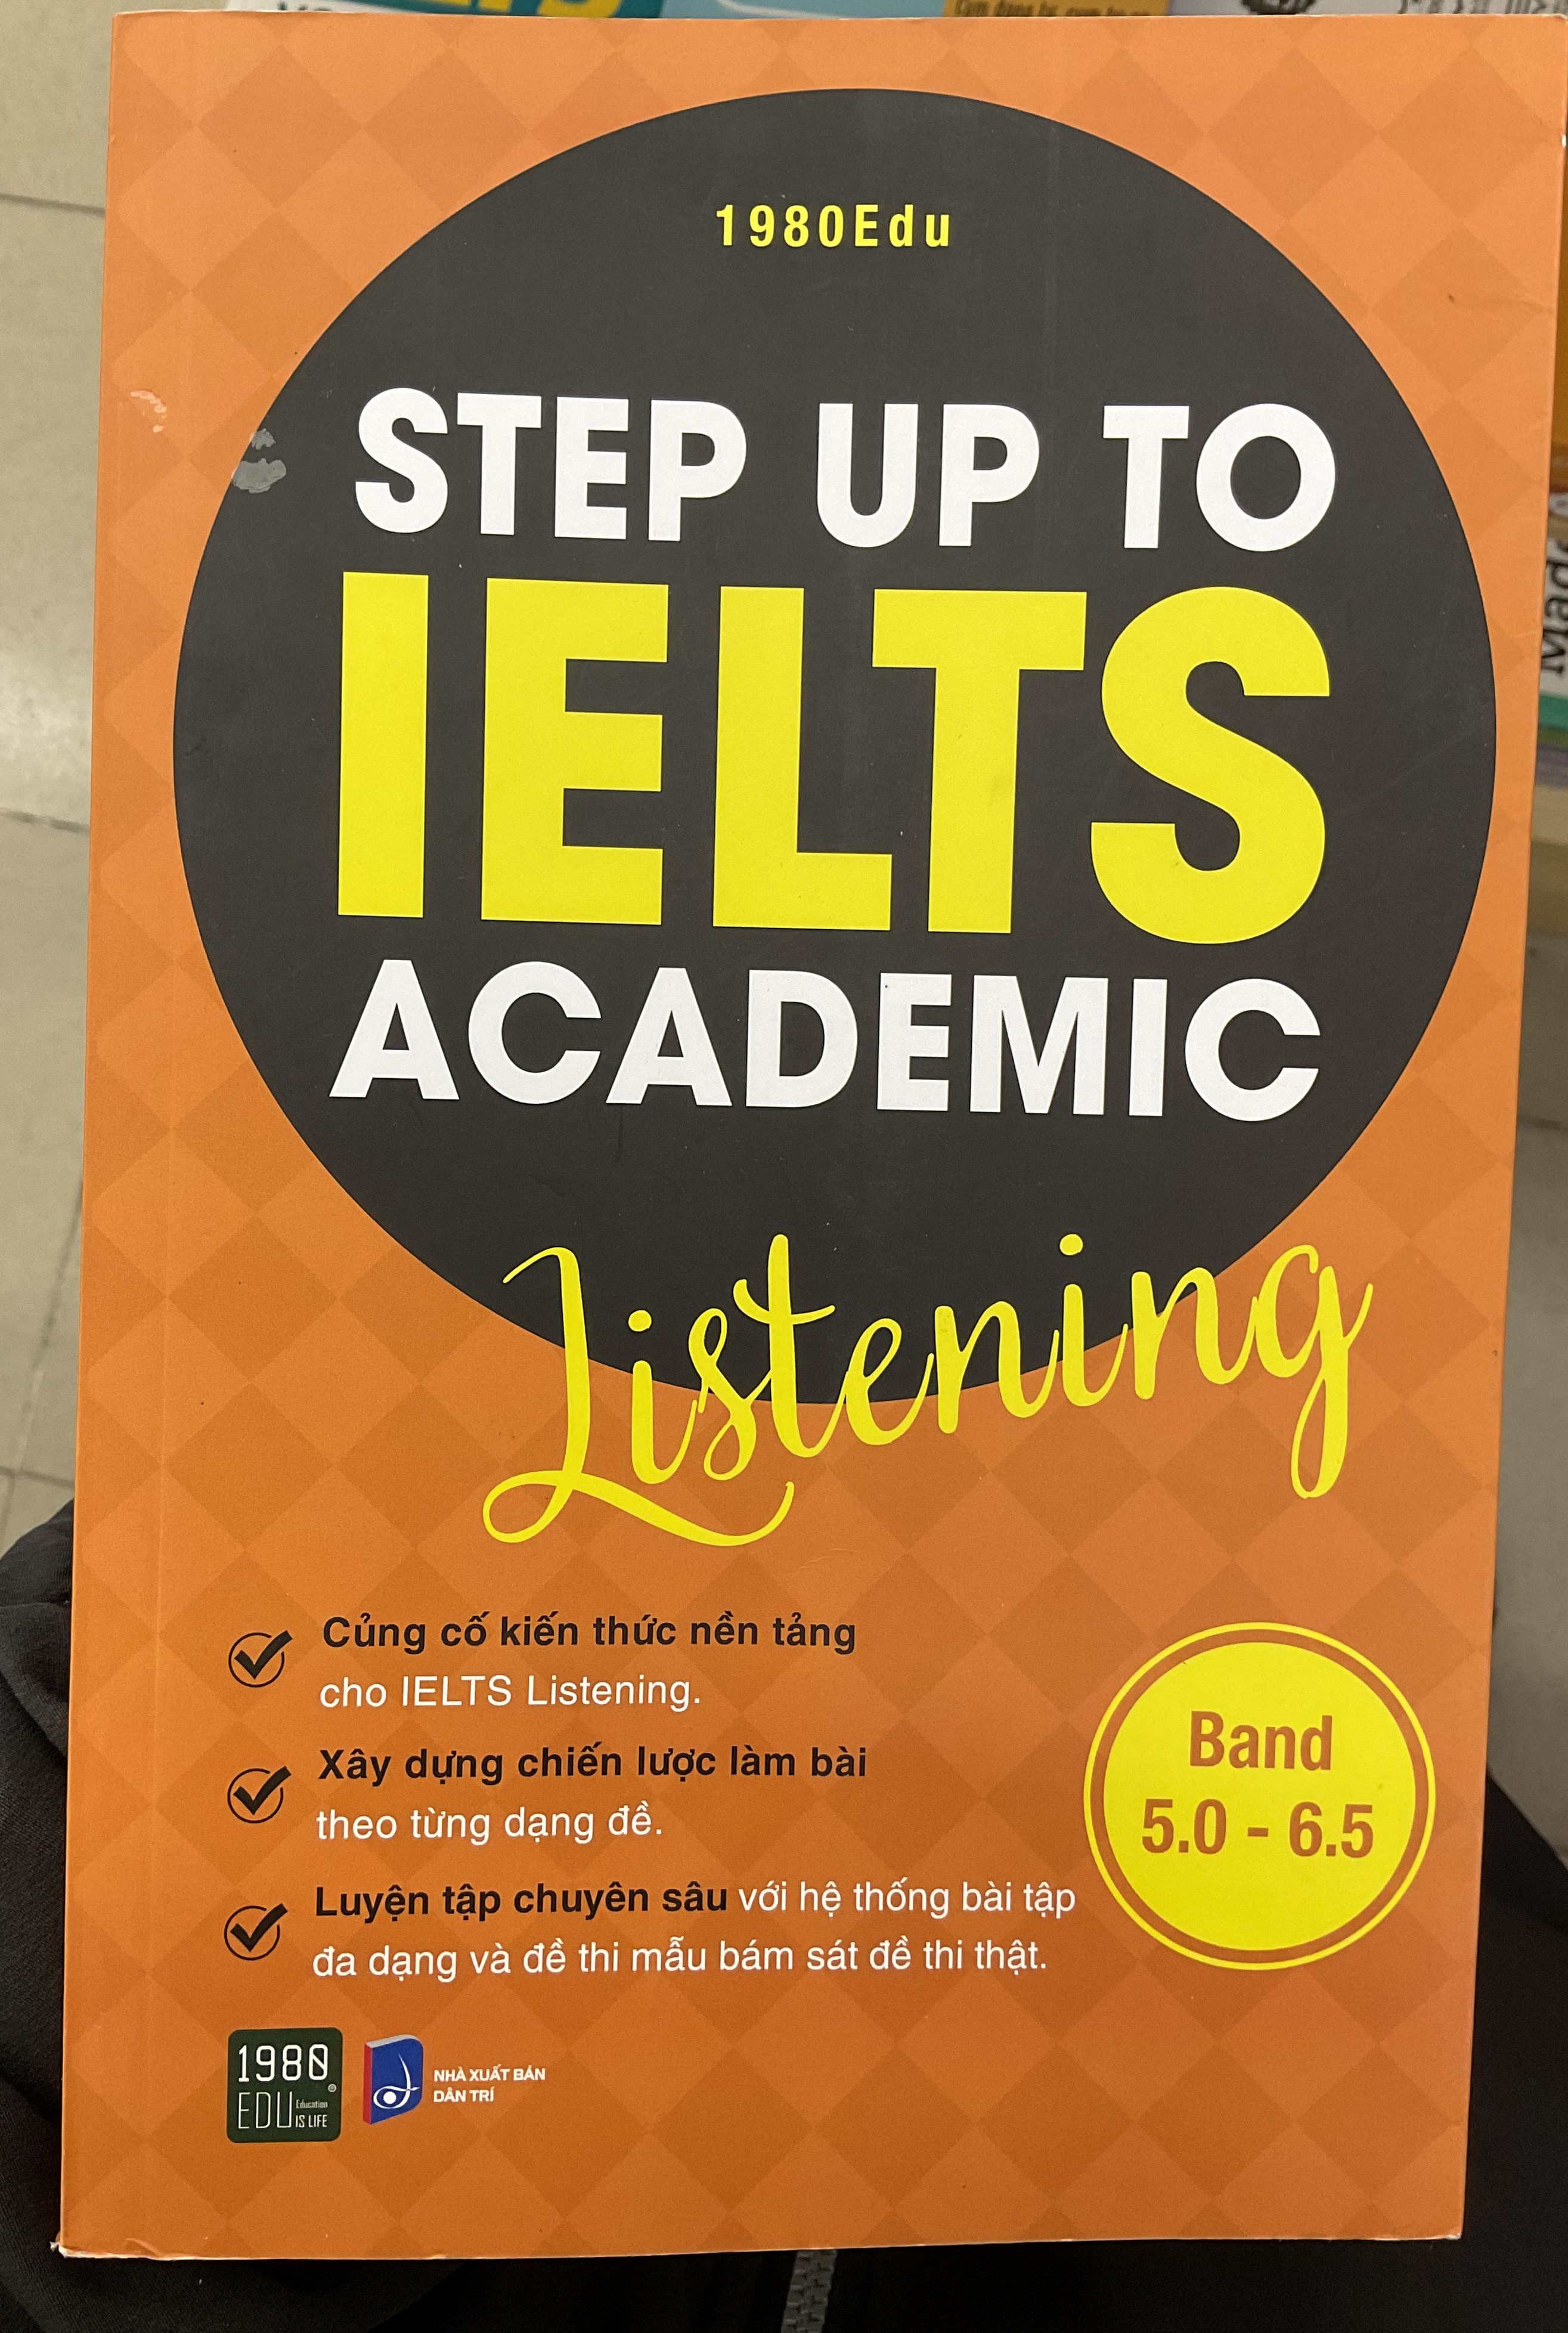 1980Edu
STEP UP TO
IELTS
ACADEMIC
Listening
Củng cố kiến thức nền tảng
cho IELTS Listening.
Xây dựng chiến lược làm bài
theo từng dạng đề.
Luyện tập chuyên sâu với hệ thống bài tập
đa dạng và đề thi mẫu bám sát đề thi thật.
Band
5.0 - 6.5
1980
EDU Education
IS LIFE
NHÀ XUẤT BẢN
DÂN TRÍ